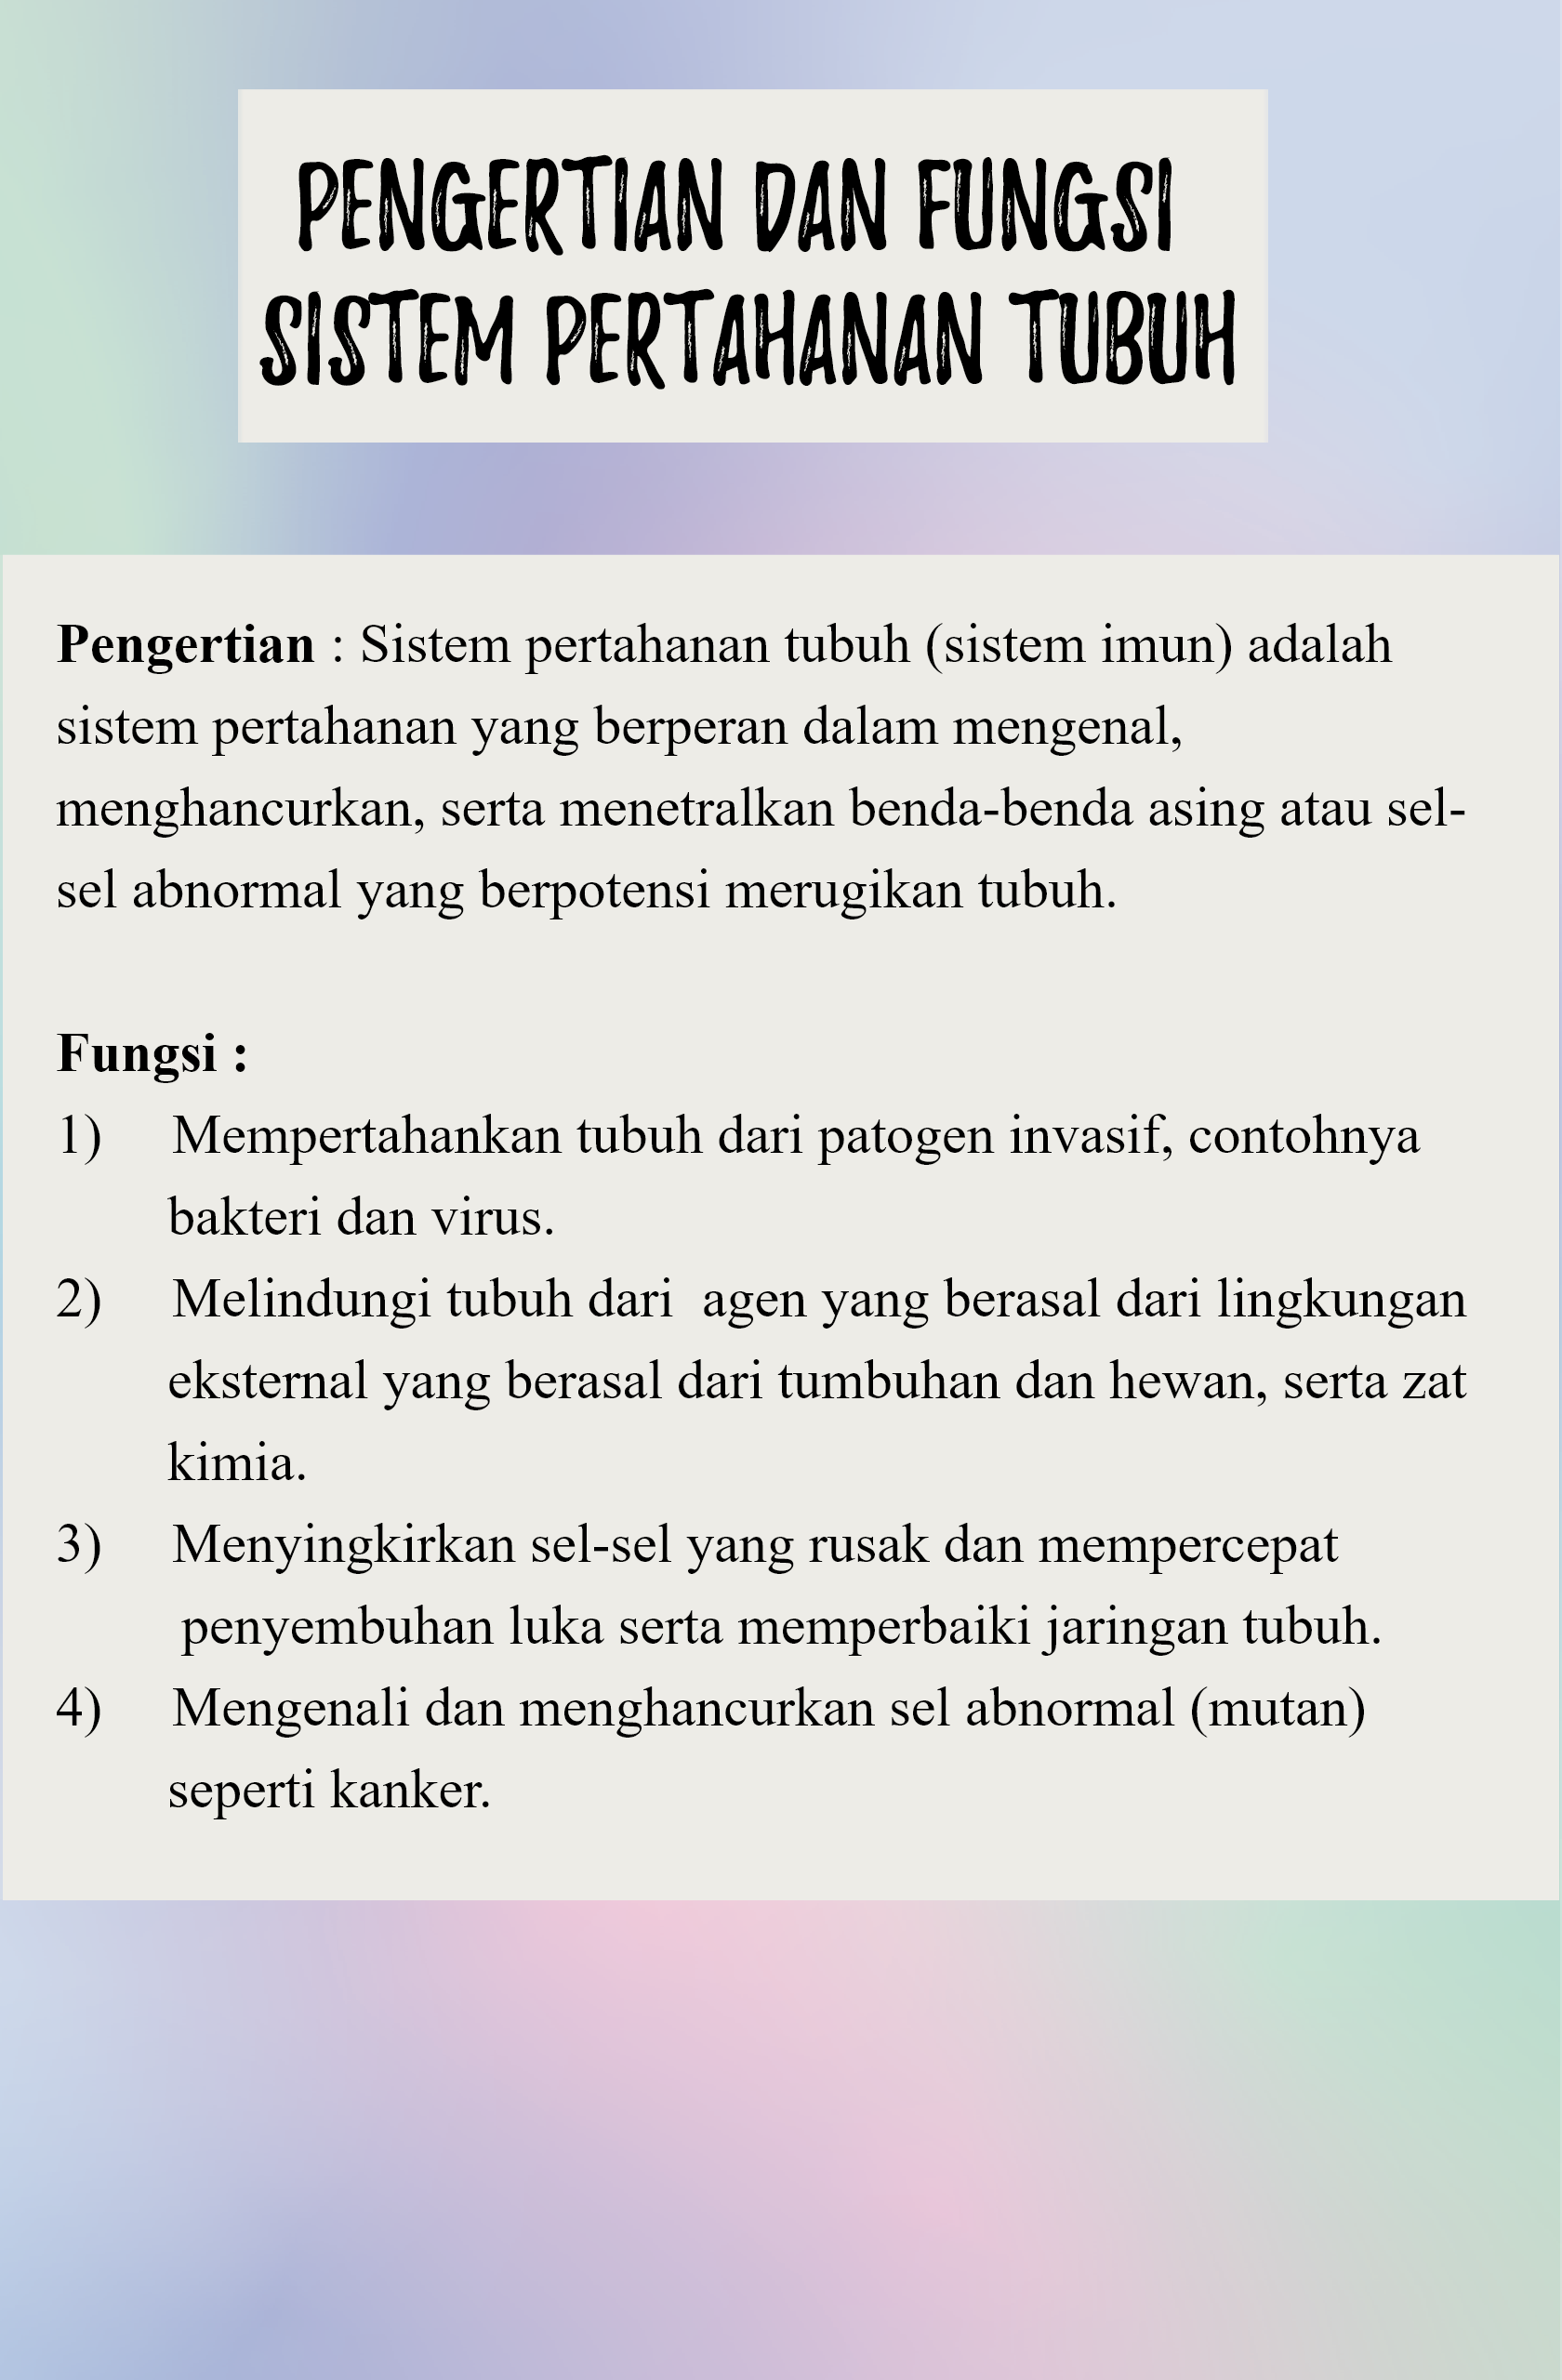 PENGERTIAN DAN FUNGSI
SISTEM PERTAHANAN TUBUH
Pengertian : Sistem pertahanan tubuh (sistem imun) adalah
sistem pertahanan yang berperan dalam mengenal,
menghancurkan, serta menetralkan benda-benda asing atau sel-
sel abnormal yang berpotensi merugikan tubuh.
Fungsi :
1) Mempertahankan tubuh dari patogen invasif, contohnya
bakteri dan virus.
2) Melindungi tubuh dari agen yang berasal dari lingkungan
eksternal yang berasal dari tumbuhan dan hewan, serta zat
kimia.
3) Menyingkirkan sel-sel yang rusak dan mempercepat
penyembuhan luka serta memperbaiki jaringan tubuh.
4) Mengenali dan menghancurkan sel abnormal (mutan)
seperti kanker.